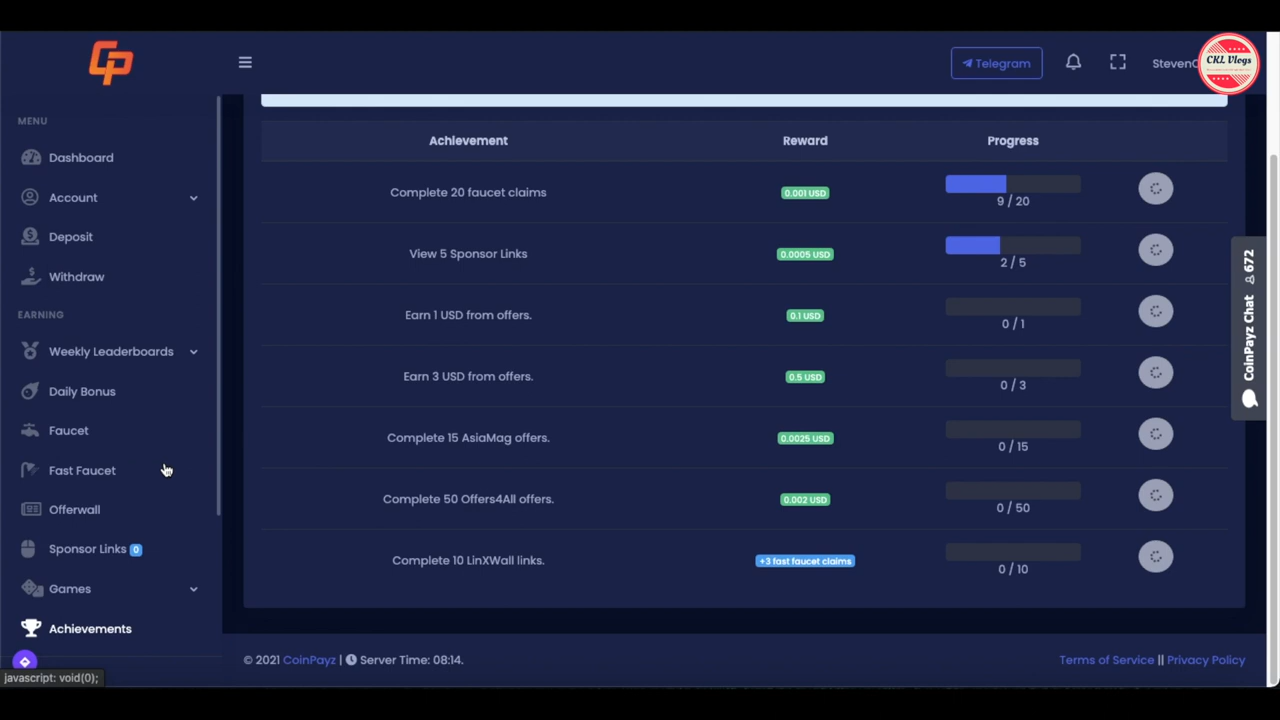 CP
Telegram
StevenC
CKL Vlogs
MENU
Dashboard
Account
Deposit
Withdraw
EARNING
Weekly Leaderboards
Daily Bonus
Faucet
Fast Faucet
Offerwall
Sponsor Links 0
Games
Achievements
javascript: void(0);
Achievement Reward Progress
Complete 20 faucet claims 0.001 USD 9 / 20
View 5 Sponsor Links 0.0005 USD 2 / 5
Earn 1 USD from offers. 0.1 USD 0 / 1
Earn 3 USD from offers. 0.5 USD 0 / 3
Complete 15 AsiaMag offers. 0.0025 USD 0 / 15
Complete 50 Offers4All offers. 0.002 USD 0 / 50
Complete 10 LinXWall links. +3 fast faucet claims 0 / 10
CoinPayz Chat 672
© 2021 CoinPayz | Server Time: 08:14.
Terms of Service || Privacy Policy